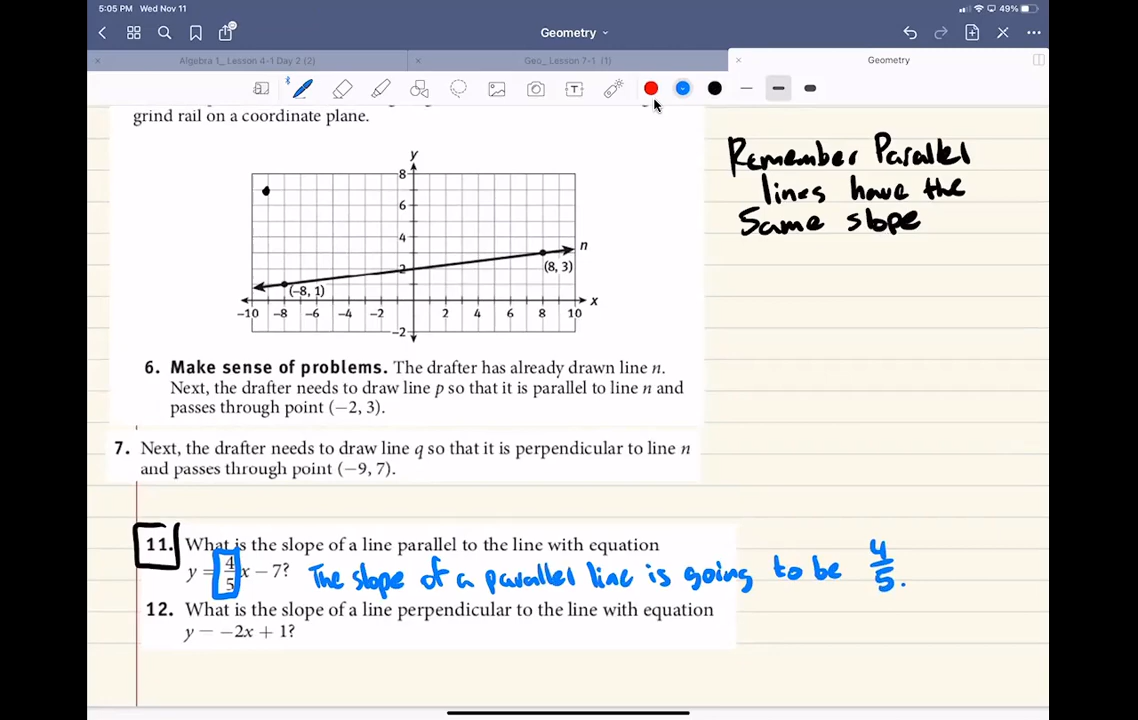 5:05 PM Wed Nov 11
49%
Geometry
Algebra 1_ Lesson 4-1 Day 2 (2)
Geo_ Lesson 7-1 (1)
Geometry
grind rail on a coordinate plane.
y
8
6
4
2
-2
n
(8, 3)
(−8, 1)
x
-10 -8 -6 -4 -2 2 4 6 8 10
Remember Parallel
lines have the
Same slope
6. Make sense of problems. The drafter has already drawn line n.
Next, the drafter needs to draw line p so that it is parallel to line n and
passes through point (−2, 3).
7. Next, the drafter needs to draw line q so that it is perpendicular to line n
and passes through point (−9, 7).
11. What is the slope of a line parallel to the line with equation
y = 4/5 x − 7? The slope of a parallel line is going to be 4/5.
12. What is the slope of a line perpendicular to the line with equation
y = −2x + 1?